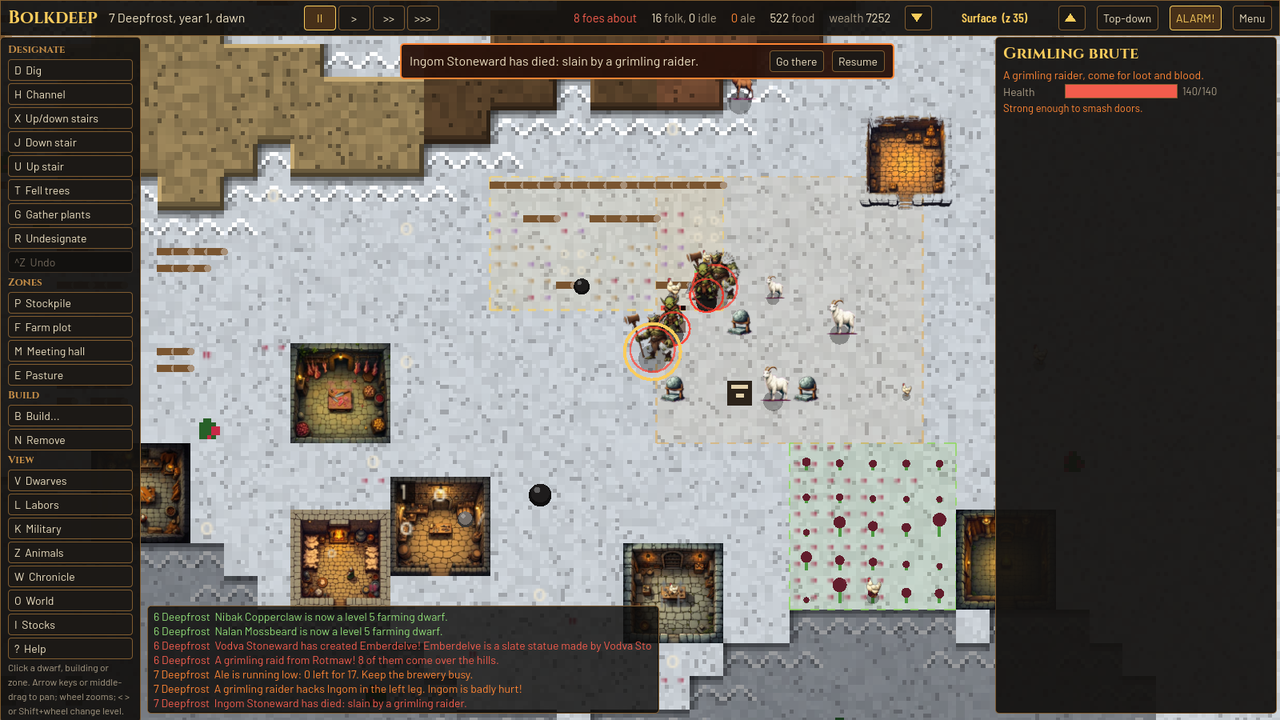 BOLKDEEP 7 Deepfrost, year 1, dawn II > >> >>> 8 foes about 16 folk, 0 idle 0 ale 522 food wealth 7252 ▼ Surface (z 35) ▲ Top-down ALARM! Menu
DESIGNATE
D Dig
H Channel
X Up/down stairs
J Down stair
U Up stair
T Fell trees
G Gather plants
R Undesignate
^Z Undo
ZONES
P Stockpile
F Farm plot
M Meeting hall
E Pasture
BUILD
B Build...
N Remove
VIEW
V Dwarves
L Labors
K Military
Z Animals
W Chronicle
O World
I Stocks
? Help
Click a dwarf, building or
zone. Arrow keys or middle-
drag to pan; wheel zooms; < >
or Shift+wheel change level.
Ingom Stoneward has died: slain by a grimling raider. Go there Resume
GRIMLING BRUTE
A grimling raider, come for loot and blood.
Health 140/140
Strong enough to smash doors.
1
6 Deepfrost Nibak Copperclaw is now a level 5 farming dwarf.
6 Deepfrost Nalan Mossbeard is now a level 5 farming dwarf.
6 Deepfrost Vodva Stoneward has created Emberdelve! Emberdelve is a slate statue made by Vodva Sto
6 Deepfrost A grimling raid from Rotmaw! 8 of them come over the hills.
7 Deepfrost Ale is running low: 0 left for 17. Keep the brewery busy.
7 Deepfrost A grimling raider hacks Ingom in the left leg. Ingom is badly hurt!
7 Deepfrost Ingom Stoneward has died: slain by a grimling raider.